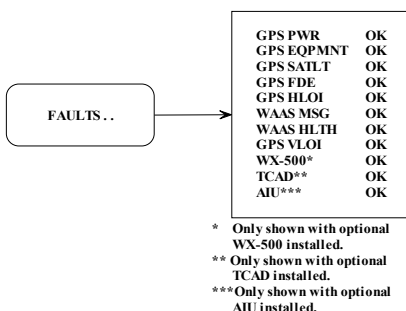 FAULTS . .
GPS PWR OK
GPS EQPMNT OK
GPS SATLT OK
GPS FDE OK
GPS HLOI OK
WAAS MSG OK
WAAS HLTH OK
GPS VLOI OK
WX-500* OK
TCAD** OK
AIU*** OK
* Only shown with optional
WX-500 installed.
** Only shown with optional
TCAD installed.
***Only shown with optional
AIU installed.